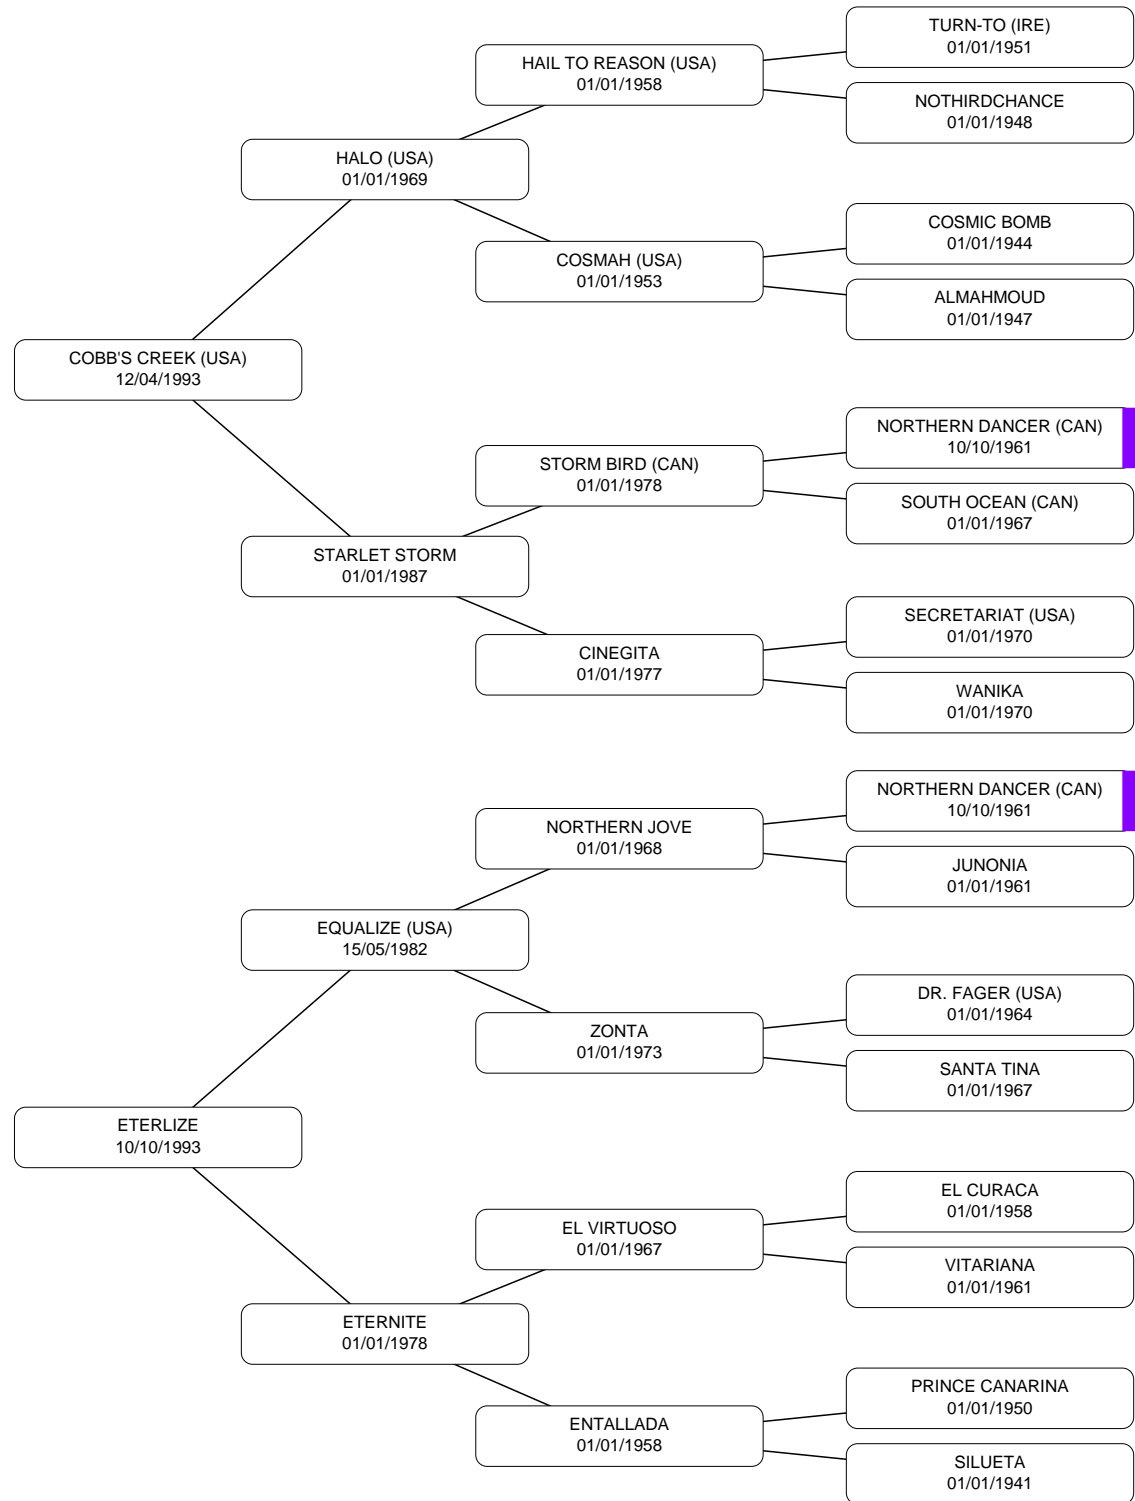 TURN-TO (IRE)
01/01/1951
HAIL TO REASON (USA)
01/01/1958
NOTHIRDCHANCE
01/01/1948
HALO (USA)
01/01/1969
COSMIC BOMB
01/01/1944
COSMAH (USA)
01/01/1953
ALMAHMOUD
01/01/1947
COBB'S CREEK (USA)
12/04/1993
NORTHERN DANCER (CAN)
10/10/1961
STORM BIRD (CAN)
01/01/1978
SOUTH OCEAN (CAN)
01/01/1967
STARLET STORM
01/01/1987
SECRETARIAT (USA)
01/01/1970
CINEGITA
01/01/1977
WANIKA
01/01/1970
NORTHERN DANCER (CAN)
10/10/1961
NORTHERN JOVE
01/01/1968
JUNONIA
01/01/1961
EQUALIZE (USA)
15/05/1982
DR. FAGER (USA)
01/01/1964
ZONTA
01/01/1973
SANTA TINA
01/01/1967
ETERLIZE
10/10/1993
EL CURACA
01/01/1958
EL VIRTUOSO
01/01/1967
VITARIANA
01/01/1961
ETERNITE
01/01/1978
PRINCE CANARINA
01/01/1950
ENTALLADA
01/01/1958
SILUETA
01/01/1941